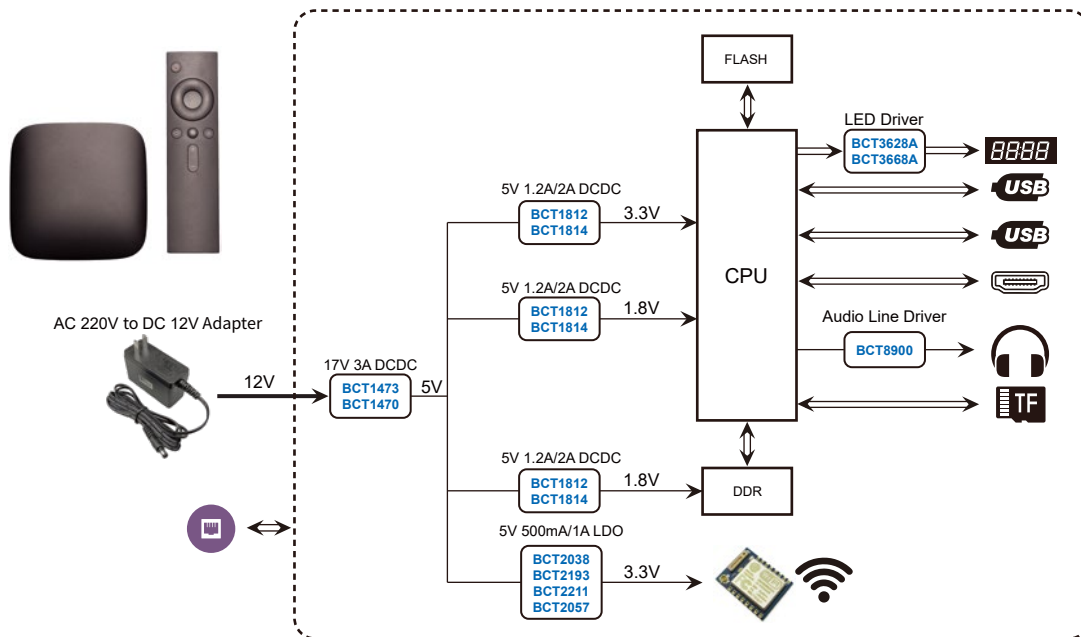 FLASH
LED Driver
BCT3628A
BCT3668A
88:88
USB
5V 1.2A/2A DCDC
BCT1812
BCT1814
3.3V
USB
CPU
5V 1.2A/2A DCDC
BCT1812
BCT1814
1.8V
Audio Line Driver
BCT8900
AC 220V to DC 12V Adapter
12V
17V 3A DCDC
BCT1473
BCT1470
5V
TF
5V 1.2A/2A DCDC
BCT1812
BCT1814
1.8V
DDR
5V 500mA/1A LDO
BCT2038
BCT2193
BCT2211
BCT2057
3.3V